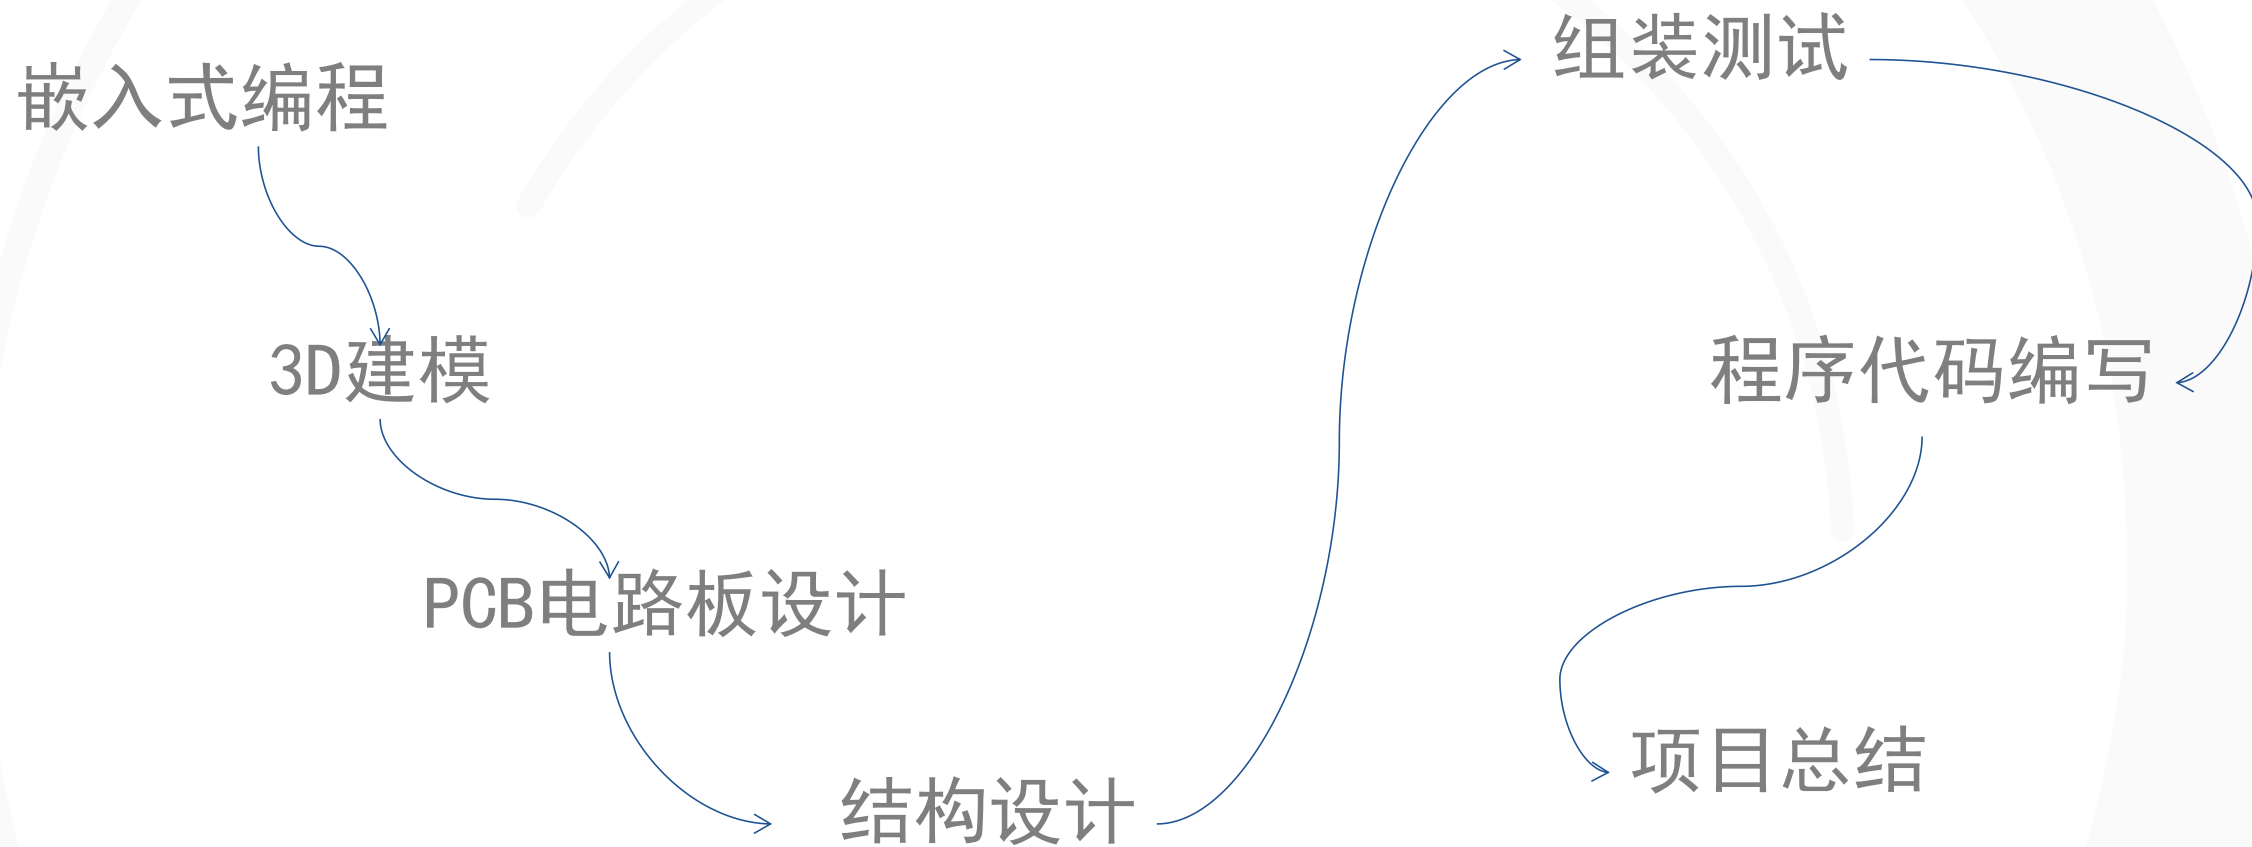 嵌入式编程
3D建模
PCB电路板设计
结构设计
组装测试
程序代码编写
项目总结